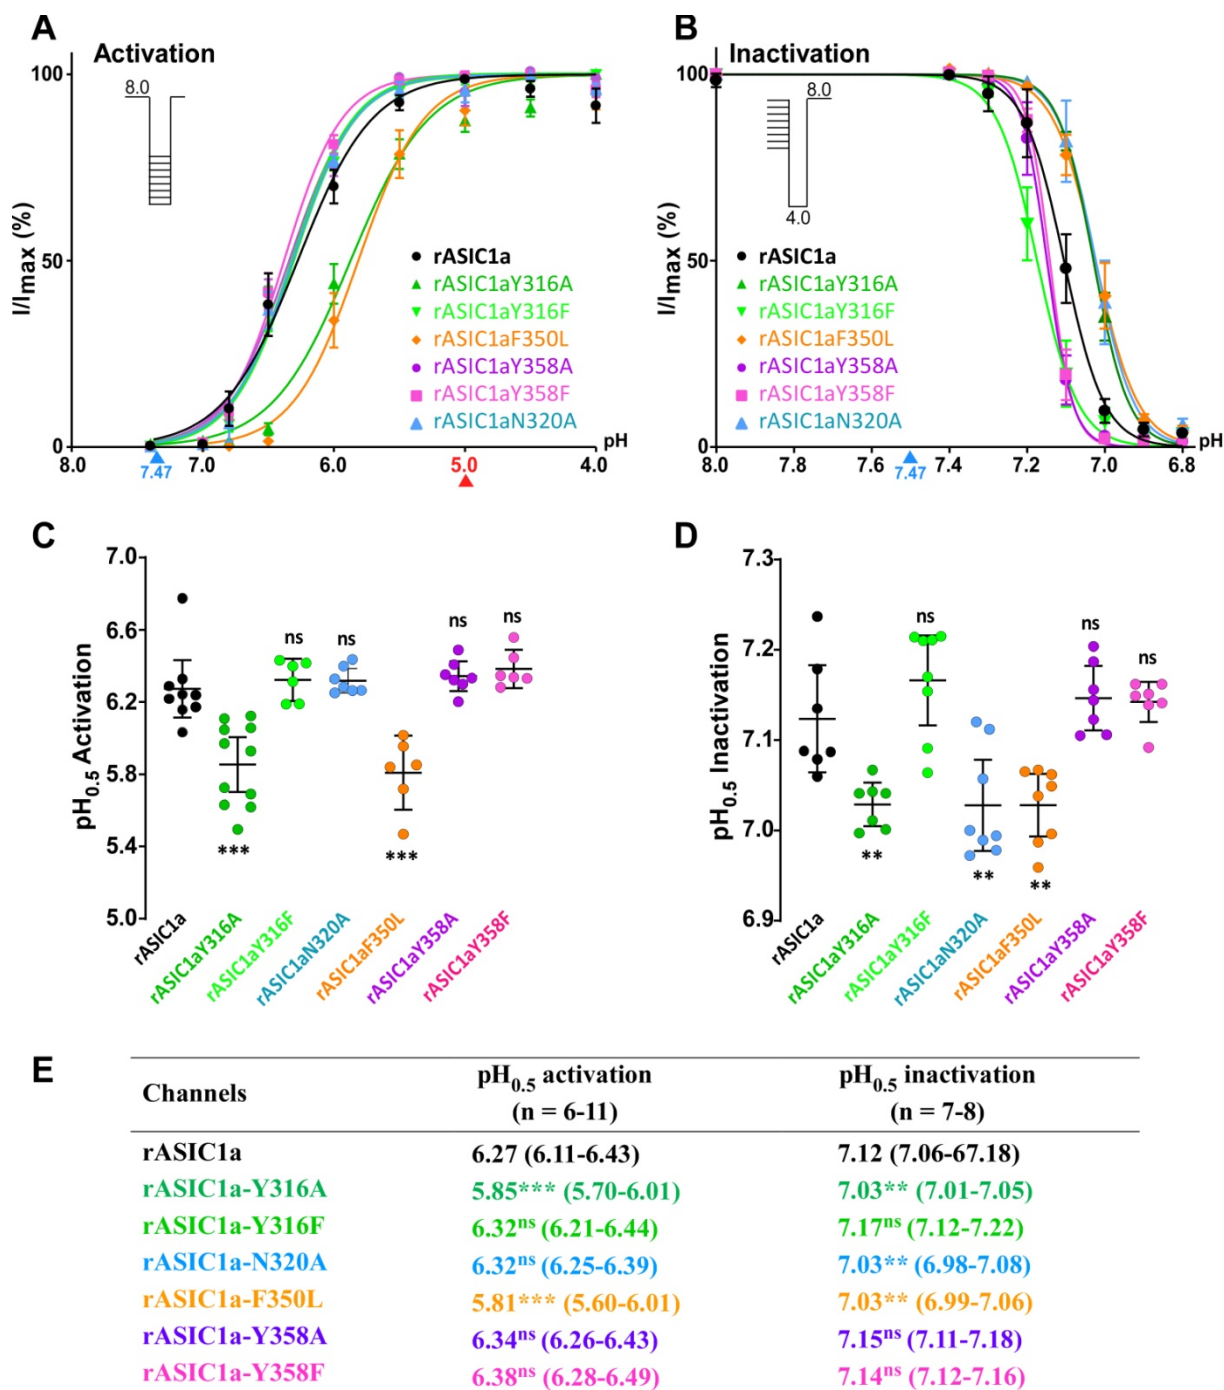 A
Activation
8.0
I/Imax (%)
100
50
0
rASIC1a
rASIC1aY316A
rASIC1aY316F
rASIC1aF350L
rASIC1aY358A
rASIC1aY358F
rASIC1aN320A
pH
8.0 7.0 6.0 5.0 4.0
7.47
B
Inactivation
8.0
4.0
I/Imax (%)
100
50
0
rASIC1a
rASIC1aY316A
rASIC1aY316F
rASIC1aF350L
rASIC1aY358A
rASIC1aY358F
rASIC1aN320A
pH
8.0 7.8 7.6 7.4 7.2 7.0 6.8
7.47
C
pH0.5 Activation
7.0
6.6
6.2
5.8
5.4
5.0
ns ns ns ns
*** ***
rASIC1a
rASIC1aY316A
rASIC1aY316F
rASIC1aN320A
rASIC1aF350L
rASIC1aY358A
rASIC1aY358F
D
pH0.5 Inactivation
7.3
7.2
7.1
7.0
6.9
ns ns ns
** ** **
rASIC1a
rASIC1aY316A
rASIC1aY316F
rASIC1aN320A
rASIC1aF350L
rASIC1aY358A
rASIC1aY358F
E
Channels pH0.5 activation pH0.5 inactivation
(n = 6-11) (n = 7-8)
rASIC1a 6.27 (6.11-6.43) 7.12 (7.06-67.18)
rASIC1a-Y316A 5.85*** (5.70-6.01) 7.03** (7.01-7.05)
rASIC1a-Y316F 6.32ns (6.21-6.44) 7.17ns (7.12-7.22)
rASIC1a-N320A 6.32ns (6.25-6.39) 7.03** (6.98-7.08)
rASIC1a-F350L 5.81*** (5.60-6.01) 7.03** (6.99-7.06)
rASIC1a-Y358A 6.34ns (6.26-6.43) 7.15ns (7.11-7.18)
rASIC1a-Y358F 6.38ns (6.28-6.49) 7.14ns (7.12-7.16)